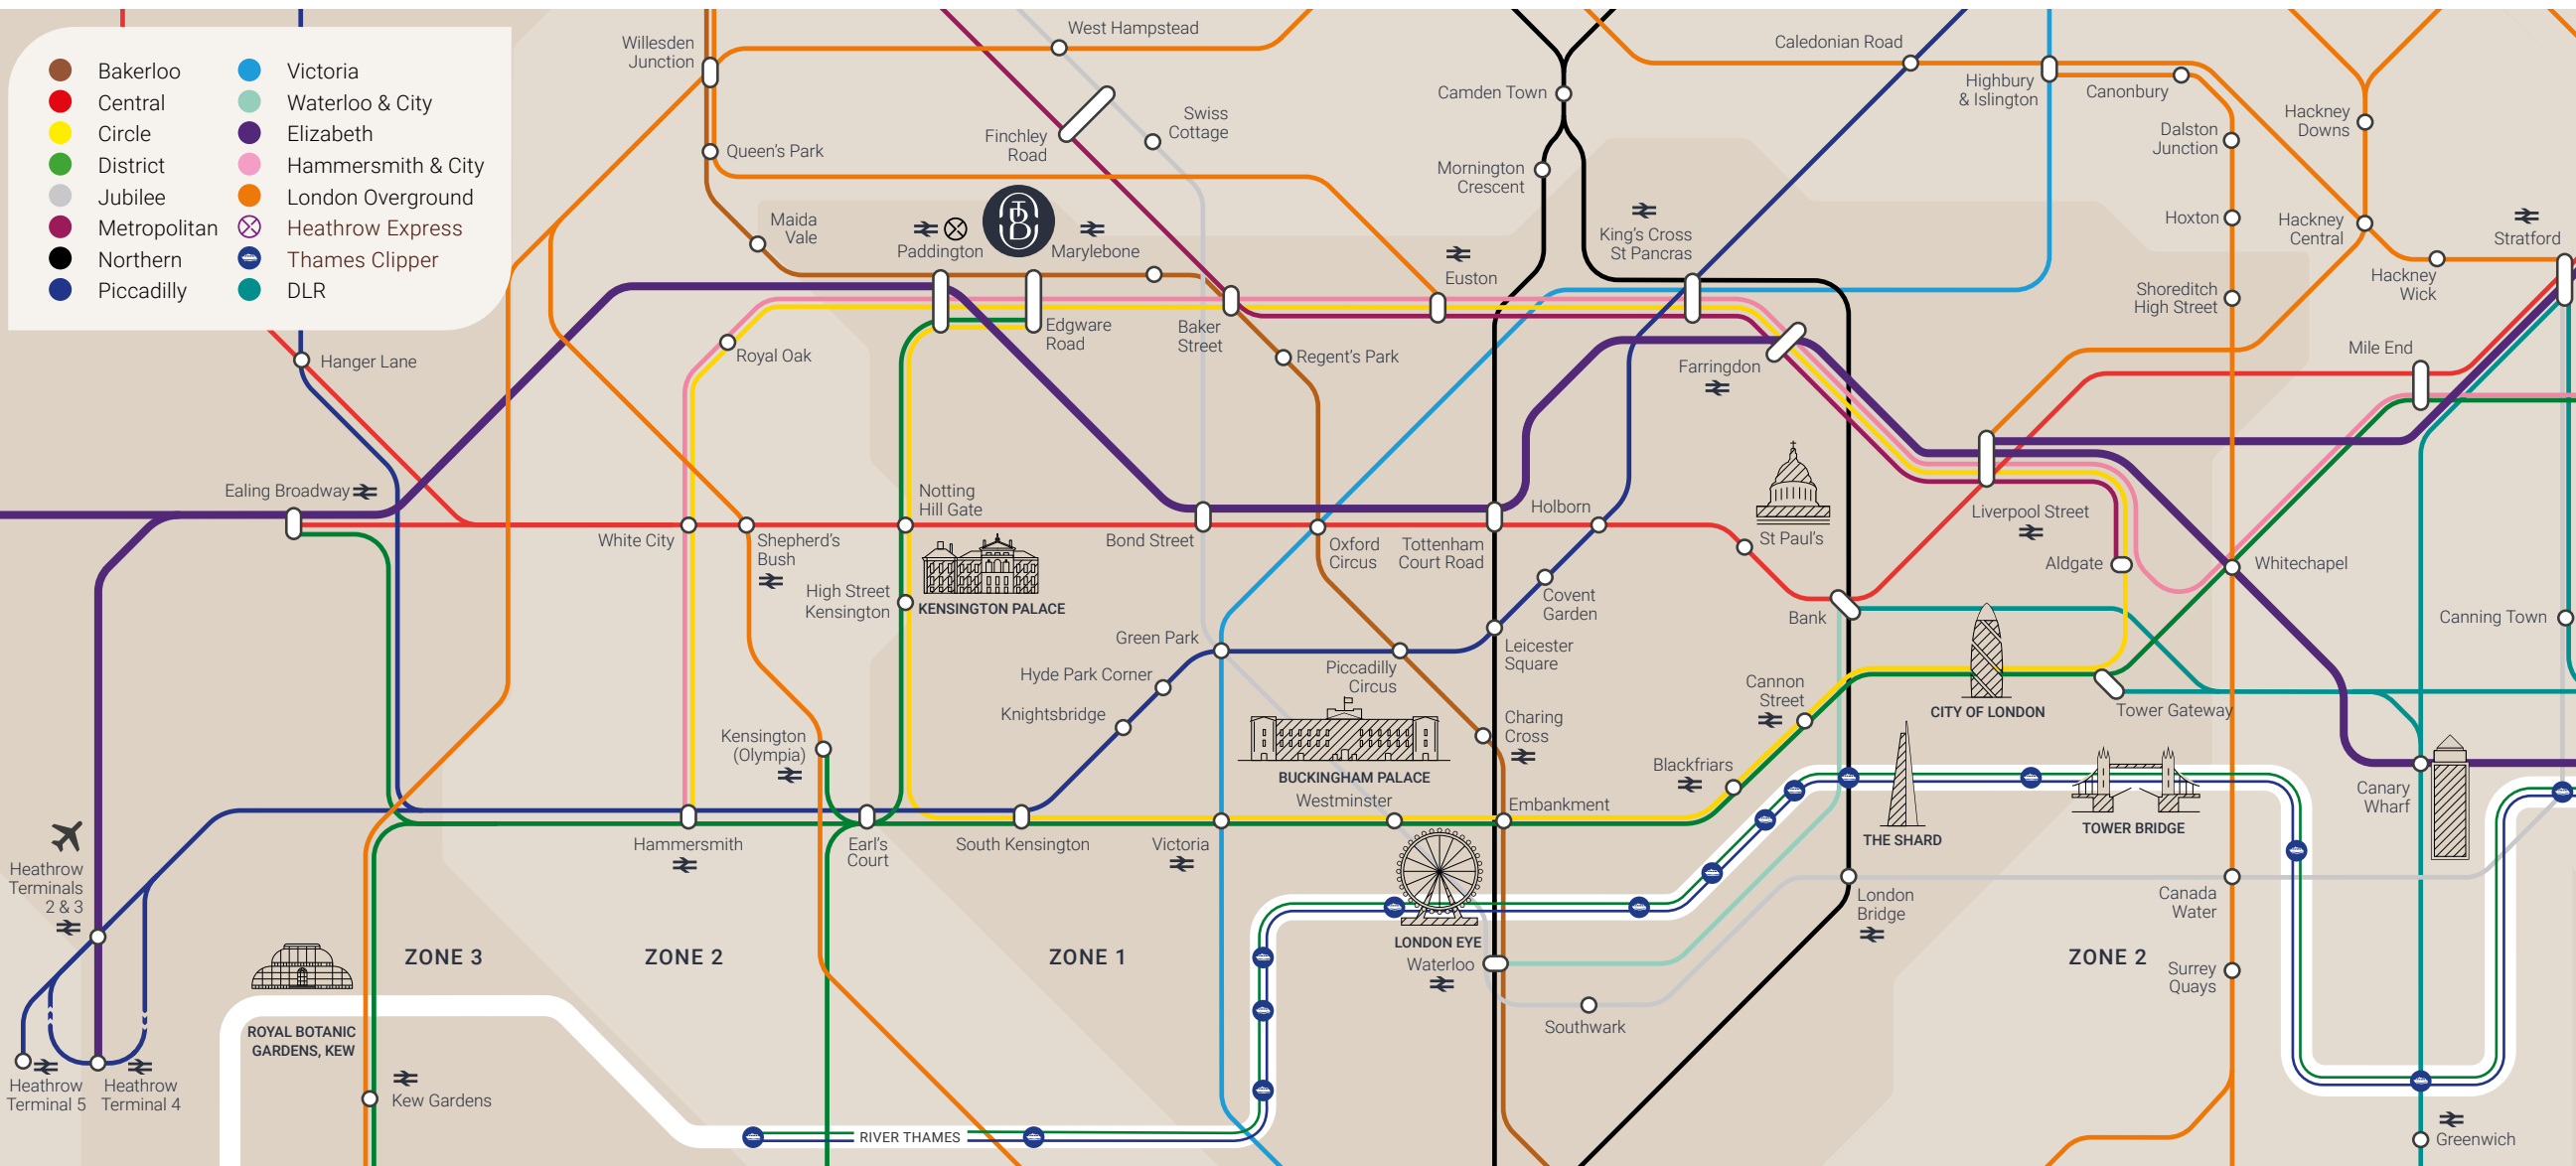 Bakerloo
Central
Circle
District
Jubilee
Metropolitan
Northern
Piccadilly
Victoria
Waterloo & City
Elizabeth
Hammersmith & City
London Overground
Heathrow Express
Thames Clipper
DLR
Willesden
Junction
West Hampstead
Caledonian Road
Highbury
& Islington
Canonbury
Camden Town
Hackney
Downs
Swiss
Cottage
Finchley
Road
Queen's Park
Dalston
Junction
Mornington
Crescent
Maida
Vale
Paddington
Marylebone
King's Cross
St Pancras
Euston
Hoxton
Hackney
Central
Stratford
Hackney
Wick
Shoreditch
High Street
Edgware
Road
Baker
Street
Royal Oak
Regent's Park
Farringdon
Mile End
Hanger Lane
Ealing Broadway
Notting
Hill Gate
Holborn
Liverpool Street
White City
Shepherd's
Bush
Bond Street
Oxford
Circus
Tottenham
Court Road
St Paul's
Aldgate
Whitechapel
High Street
Kensington
KENSINGTON PALACE
Covent
Garden
Bank
Canning Town
Green Park
Leicester
Square
Hyde Park Corner
Piccadilly
Circus
Cannon
Street
CITY OF LONDON
Tower Gateway
Knightsbridge
Charing
Cross
Kensington
(Olympia)
BUCKINGHAM PALACE
Blackfriars
Westminster
Embankment
Canary
Wharf
THE SHARD
TOWER BRIDGE
Hammersmith
Earl's
Court
South Kensington
Victoria
Heathrow
Terminals
2 & 3
London
Bridge
Canada
Water
ZONE 3
ZONE 2
ZONE 1
LONDON EYE
Waterloo
ZONE 2
Surrey
Quays
Southwark
ROYAL BOTANIC
GARDENS, KEW
Heathrow
Terminal 5
Heathrow
Terminal 4
Kew Gardens
RIVER THAMES
Greenwich